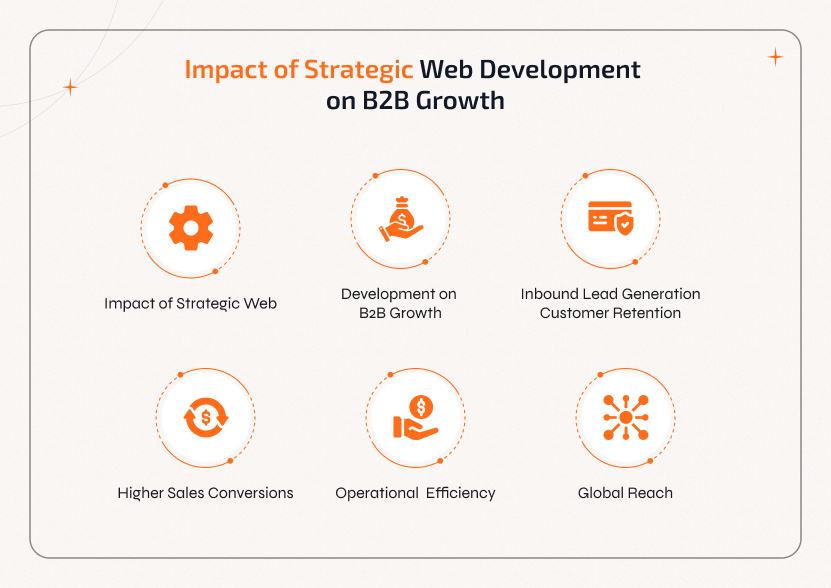 Impact of Strategic Web Development
on B2B Growth
Impact of Strategic Web
Development on
B2B Growth
Inbound Lead Generation
Customer Retention
Higher Sales Conversions
Operational Efficiency
Global Reach